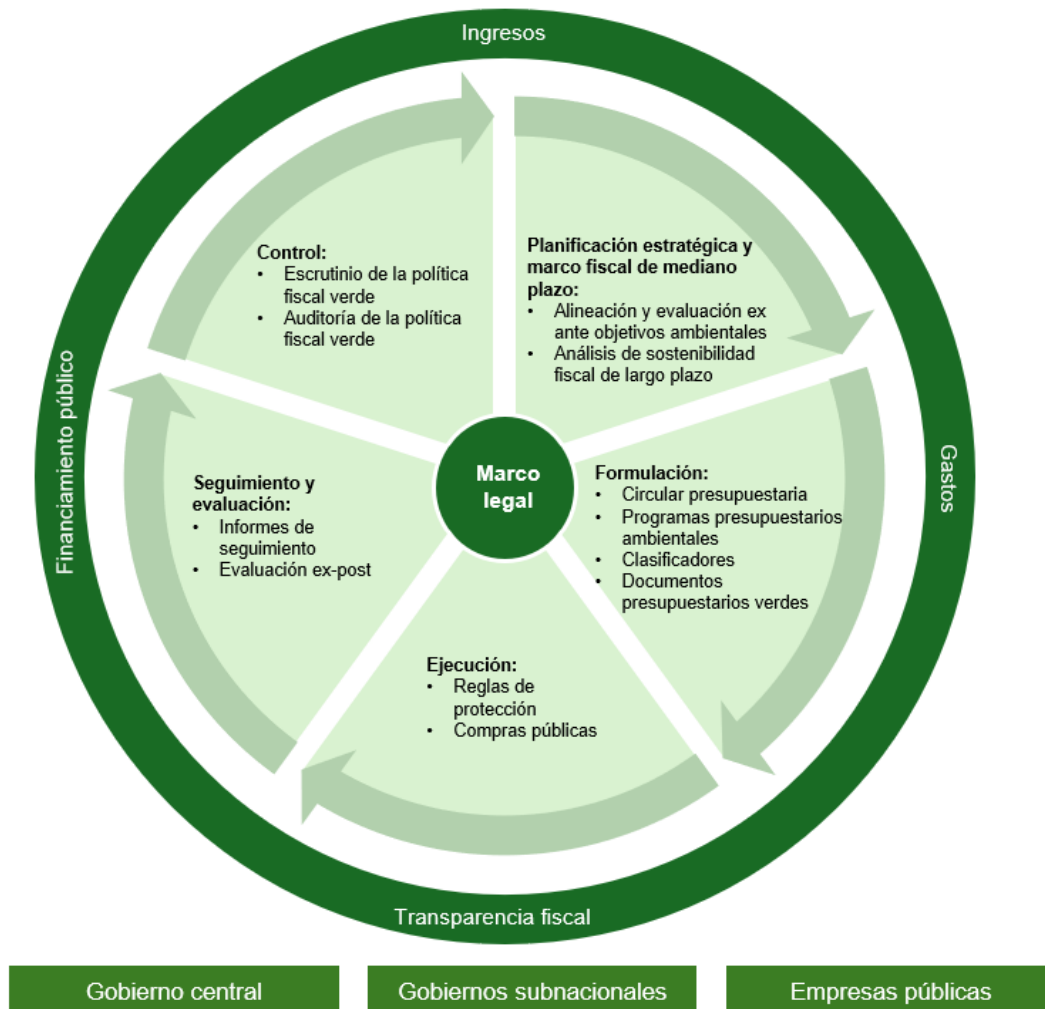 Ingresos
Control:
• Escrutinio de la política
fiscal verde
• Auditoría de la política
fiscal verde
Planificación estratégica y
marco fiscal de mediano
plazo:
• Alineación y evaluación ex
ante objetivos ambientales
• Análisis de sostenibilidad
fiscal de largo plazo
Financiamiento público
Gastos
Marco
legal
Seguimiento y
evaluación:
• Informes de
seguimiento
• Evaluación ex-post
Formulación:
• Circular presupuestaria
• Programas presupuestarios
ambientales
• Clasificadores
• Documentos
presupuestarios verdes
Ejecución:
• Reglas de
protección
• Compras públicas
Transparencia fiscal
Gobierno central
Gobiernos subnacionales
Empresas públicas